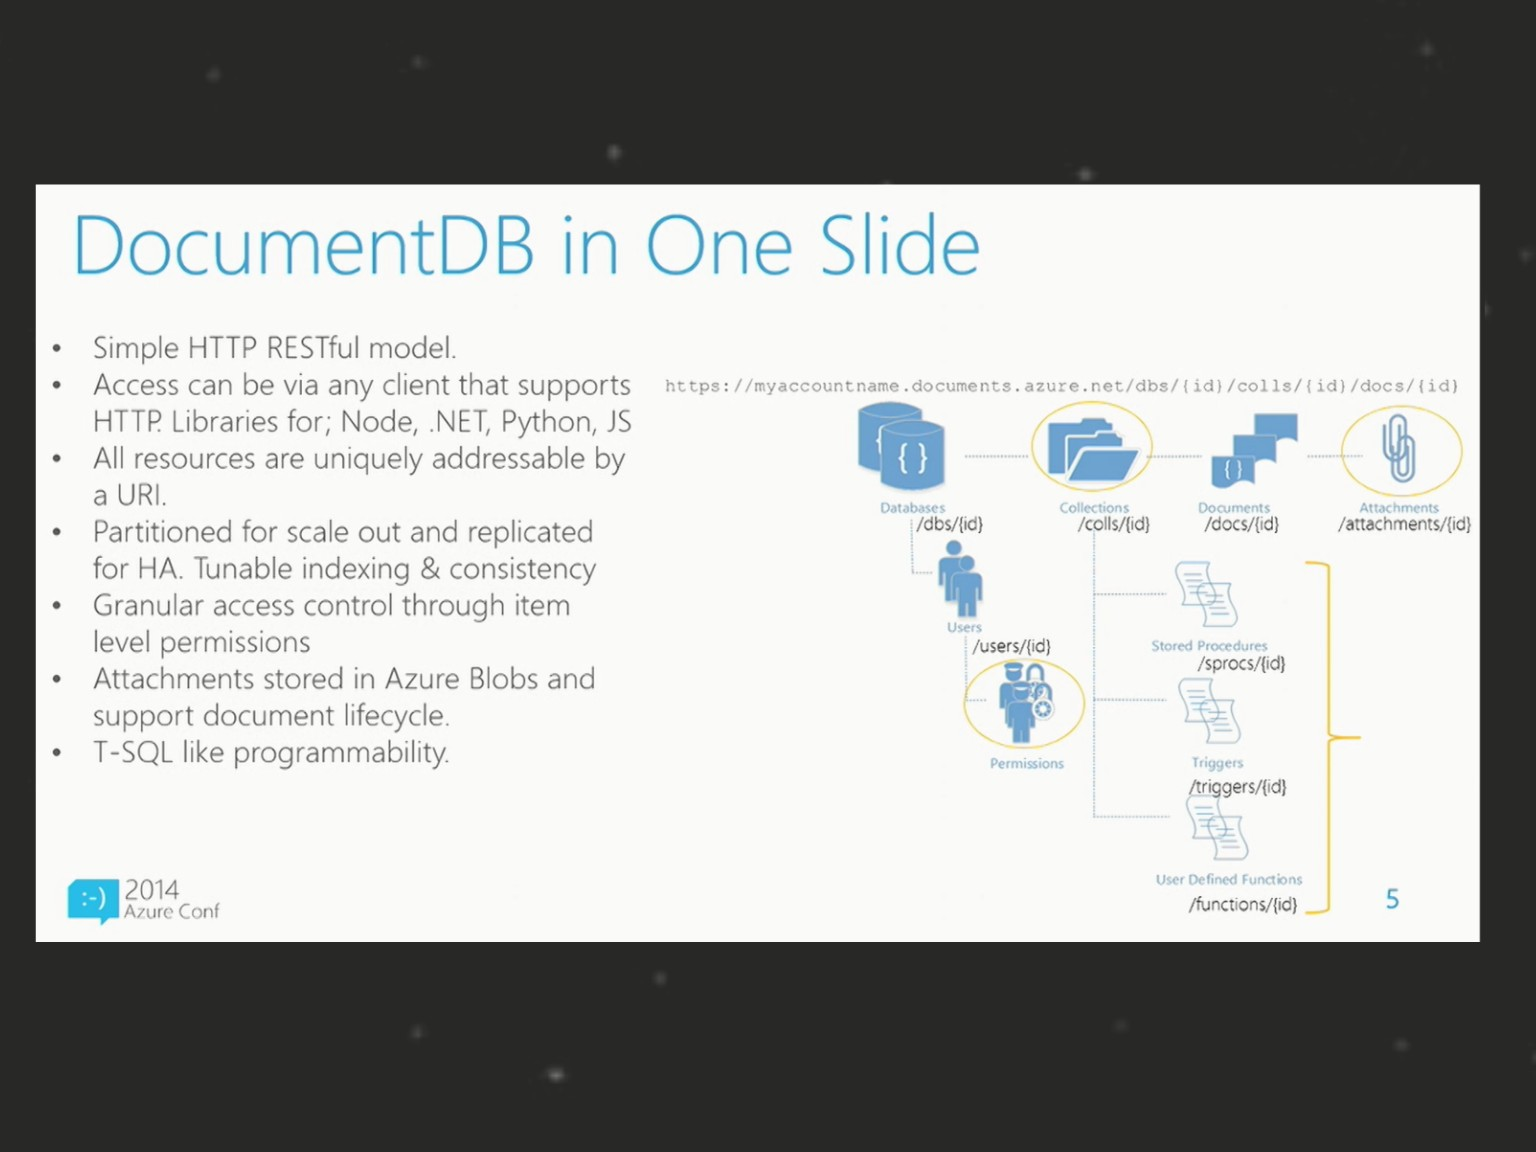 DocumentDB in One Slide
• Simple HTTP RESTful model.
• Access can be via any client that supports
HTTP. Libraries for; Node, .NET, Python, JS
• All resources are uniquely addressable by
a URI.
• Partitioned for scale out and replicated
for HA. Tunable indexing & consistency
• Granular access control through item
level permissions
• Attachments stored in Azure Blobs and
support document lifecycle.
• T-SQL like programmability.
https://myaccountname.documents.azure.net/dbs/{id}/colls/{id}/docs/{id}
{ }
{ }
Databases
/dbs/{id}
Collections
/colls/{id}
Documents
/docs/{id}
Attachments
/attachments/{id}
Users
/users/{id}
Permissions
Stored Procedures
/sprocs/{id}
Triggers
/triggers/{id}
User Defined Functions
/functions/{id}
:-)
2014
Azure Conf
5